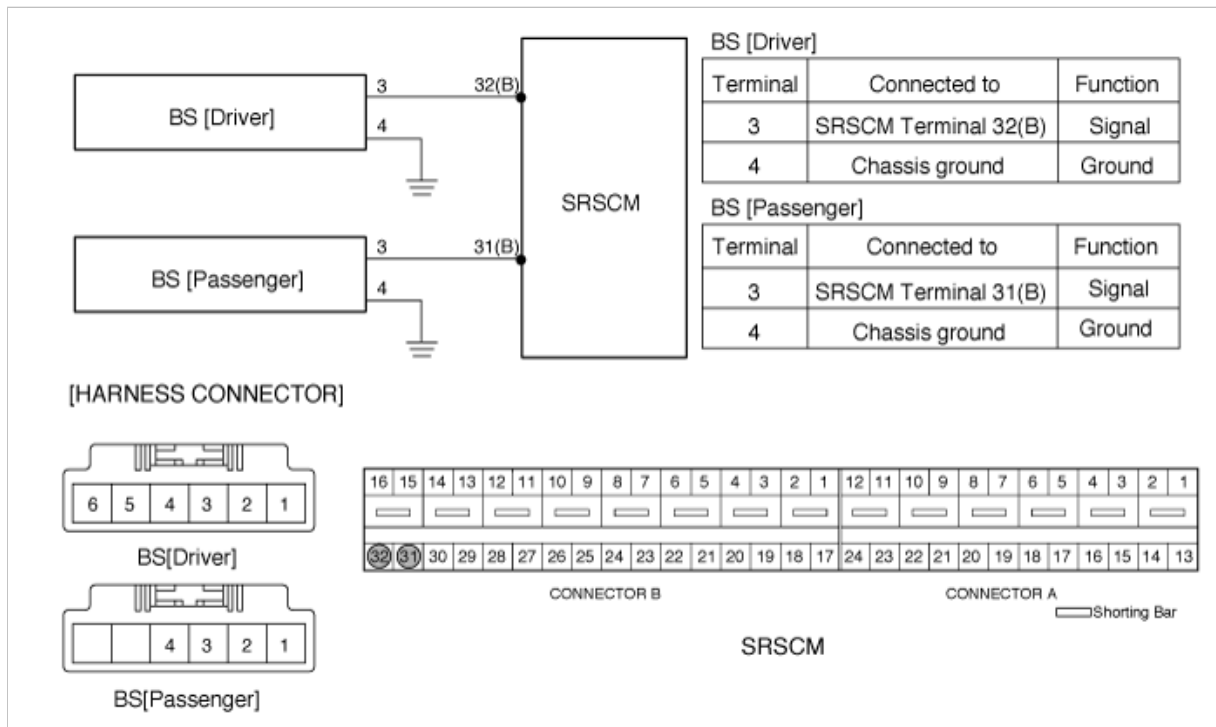 BS [Driver]
3
4
32(B)
BS [Passenger]
3
4
31(B)
SRSCM
BS [Driver]
Terminal Connected to Function
3 SRSCM Terminal 32(B) Signal
4 Chassis ground Ground
BS [Passenger]
Terminal Connected to Function
3 SRSCM Terminal 31(B) Signal
4 Chassis ground Ground
[HARNESS CONNECTOR]
6 5 4 3 2 1
BS[Driver]
4 3 2 1
BS[Passenger]
16 15 14 13 12 11 10 9 8 7 6 5 4 3 2 1 12 11 10 9 8 7 6 5 4 3 2 1
32 31 30 29 28 27 26 25 24 23 22 21 20 19 18 17 24 23 22 21 20 19 18 17 16 15 14 13
CONNECTOR B CONNECTOR A
Shorting Bar
SRSCM